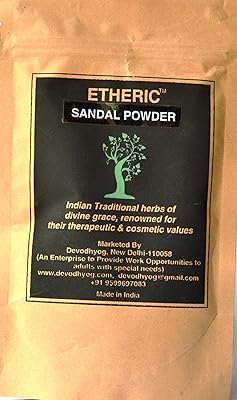 ETHERIC™
SANDAL POWDER
Indian Traditional herbs of
divine grace, renowned for
their therapeutic & cosmetic values
Marketed By
Devodhyog, New Delhi-110058
(An Enterprise to Provide Work Opportunities to
adults with special needs)
www.devodhyog.com, devodhyog@gmail.com
+91 9599697083
Made in India